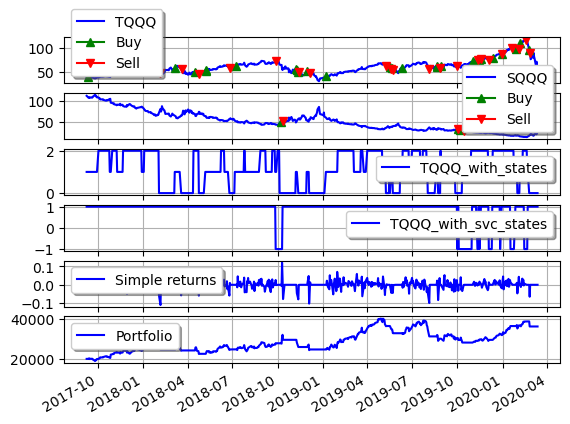 TQQQ
Buy
Sell
100
50
SQQQ
Buy
Sell
100
50
2
0
TQQQ_with_states
1
0
−1
TQQQ_with_svc_states
0.1
0.0
−0.1
Simple returns
40000
20000
Portfolio
2017-10 2018-01 2018-04 2018-07 2018-10 2019-01 2019-04 2019-07 2019-10 2020-01 2020-04